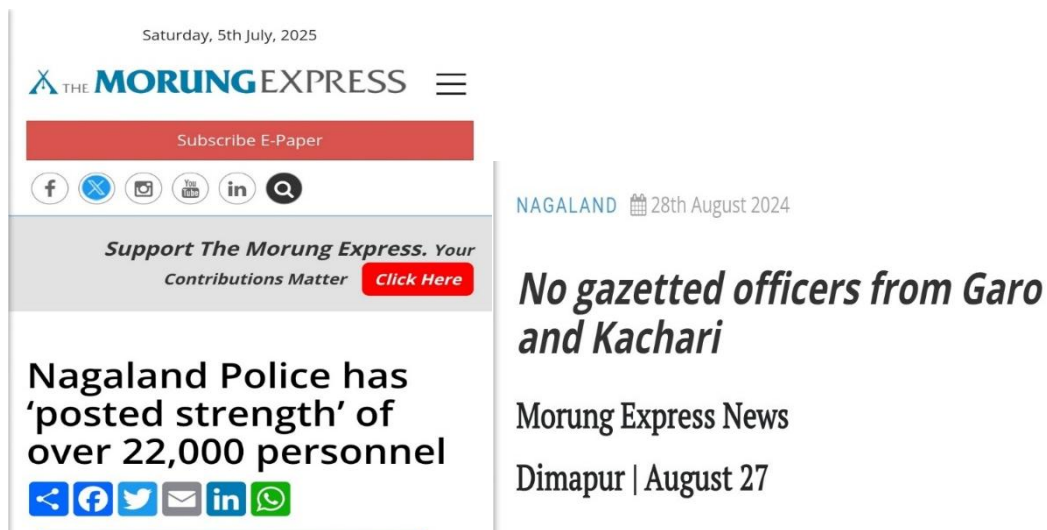 Saturday, 5th July, 2025
THE MORUNGEXPRESS
Subscribe E-Paper
Support The Morung Express. Your
Contributions Matter Click Here
Nagaland Police has
‘posted strength’ of
over 22,000 personnel
NAGALAND 28th August 2024
No gazetted officers from Garo
and Kachari
Morung Express News
Dimapur | August 27